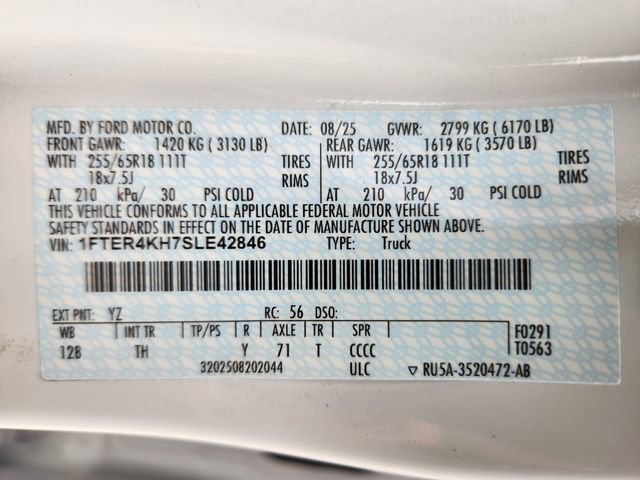 MFD. BY FORD MOTOR CO. DATE: 08/25 GVWR: 2799 KG ( 6170 LB)
FRONT GAWR: 1420 KG ( 3130 LB) REAR GAWR: 1619 KG ( 3570 LB)
WITH 255/65R18 111T TIRES WITH 255/65R18 111T TIRES
18x7.5J RIMS 18x7.5J RIMS
AT 210 kPa/ 30 PSI COLD AT 210 kPa/ 30 PSI COLD
THIS VEHICLE CONFORMS TO ALL APPLICABLE FEDERAL MOTOR VEHICLE
SAFETY STANDARDS IN EFFECT ON THE DATE OF MANUFACTURE SHOWN ABOVE.
VIN: 1FTER4KH7SLE42846 TYPE: Truck
EXT PNT: YZ RC: 56 DSO:
WB INT TR TP/PS R AXLE TR SPR F0291
128 TH Y 71 T CCCC T0563
3202508202044 ULC ▽ RU5A-3520472-AB